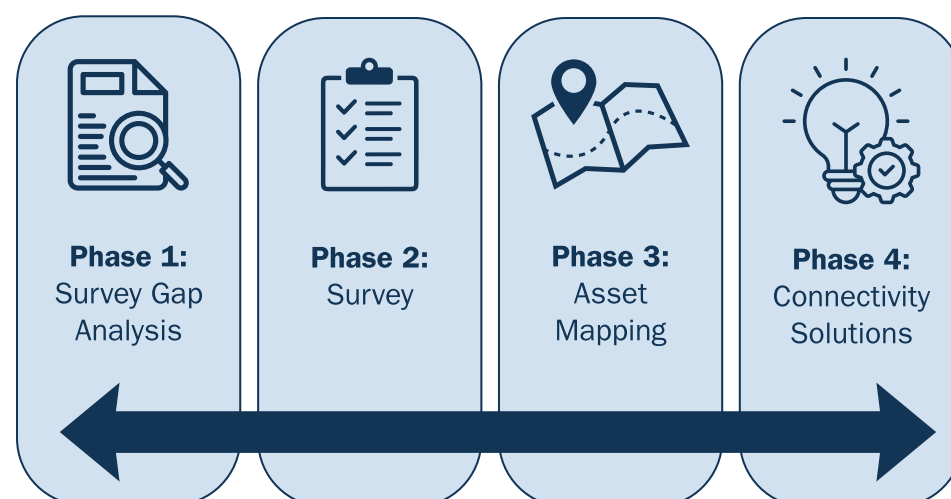 Phase 1:
Survey Gap
Analysis
Phase 2:
Survey
Phase 3:
Asset
Mapping
Phase 4:
Connectivity
Solutions